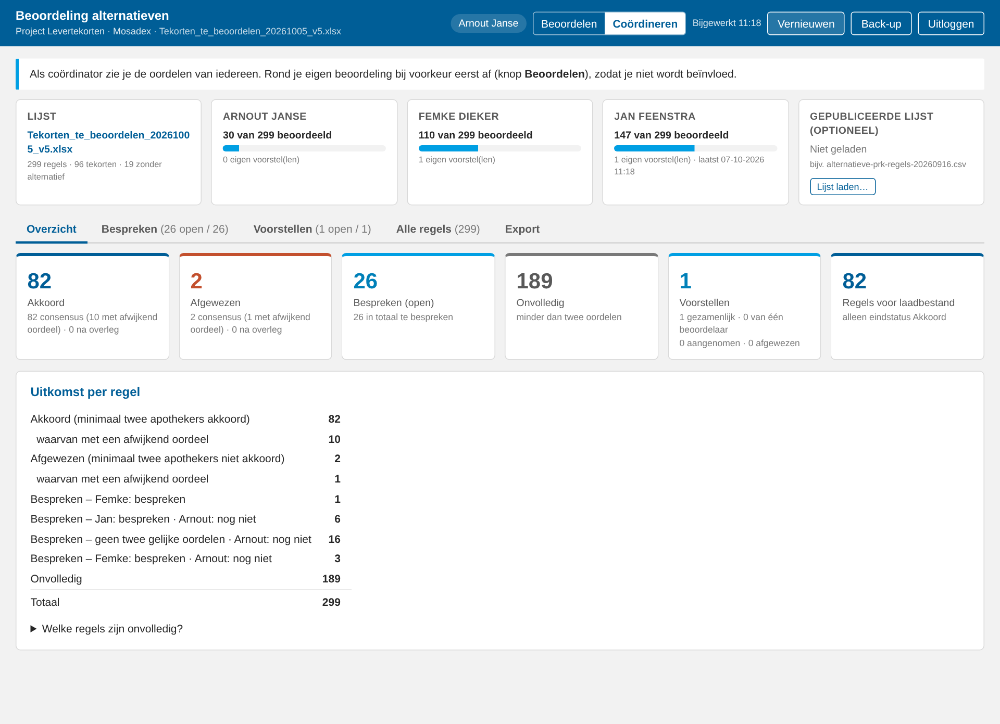 Beoordeling alternatieven
Project Levertekorten · Mosadex · Tekorten_te_beoordelen_20261005_v5.xlsx
Arnout Janse
Beoordelen
Coördineren
Bijgewerkt 11:18
Vernieuwen
Back-up
Uitloggen
Als coördinator zie je de oordelen van iedereen. Rond je eigen beoordeling bij voorkeur eerst af (knop Beoordelen), zodat je niet wordt beïnvloed.
LIJST
Tekorten_te_beoordelen_2026100
5_v5.xlsx
299 regels · 96 tekorten · 19 zonder
alternatief
ARNOUT JANSE
30 van 299 beoordeeld
0 eigen voorstel(len)
FEMKE DIEKER
110 van 299 beoordeeld
1 eigen voorstel(len)
JAN FEENSTRA
147 van 299 beoordeeld
1 eigen voorstel(len) · laatst 07-10-2026
11:18
GEPUBLICEERDE LIJST
(OPTIONEEL)
Niet geladen
bijv. alternatieve-prk-regels-20260916.csv
Lijst laden…
Overzicht
Bespreken (26 open / 26)
Voorstellen (1 open / 1)
Alle regels (299)
Export
82
Akkoord
82 consensus (10 met afwijkend
oordeel) · 0 na overleg
2
Afgewezen
2 consensus (1 met afwijkend
oordeel) · 0 na overleg
26
Bespreken (open)
26 in totaal te bespreken
189
Onvolledig
minder dan twee oordelen
1
Voorstellen
1 gezamenlijk · 0 van één
beoordelaar
0 aangenomen · 0 afgewezen
82
Regels voor laadbestand
alleen eindstatus Akkoord
Uitkomst per regel
Akkoord (minimaal twee apothekers akkoord) 82
waarvan met een afwijkend oordeel 10
Afgewezen (minimaal twee apothekers niet akkoord) 2
waarvan met een afwijkend oordeel 1
Bespreken – Femke: bespreken 1
Bespreken – Jan: bespreken · Arnout: nog niet 6
Bespreken – geen twee gelijke oordelen · Arnout: nog niet 16
Bespreken – Femke: bespreken · Arnout: nog niet 3
Onvolledig 189
Totaal 299
Welke regels zijn onvolledig?